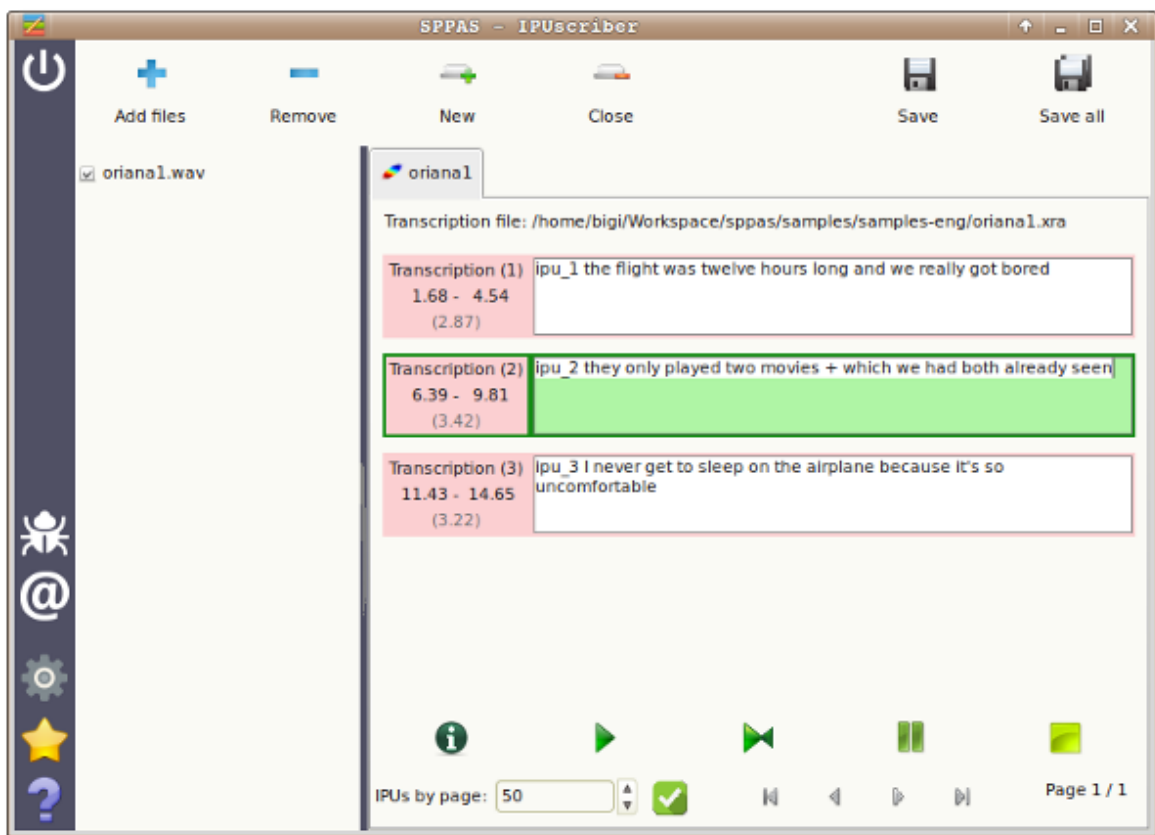 SPPAS - IPUscriber
Add files
Remove
New
Close
Save
Save all
oriana1.wav
oriana1
Transcription file: /home/bigi/Workspace/sppas/samples/samples-eng/oriana1.xra
Transcription (1)
1.68 - 4.54
(2.87)
ipu_1 the flight was twelve hours long and we really got bored
Transcription (2)
6.39 - 9.81
(3.42)
ipu_2 they only played two movies + which we had both already seen
Transcription (3)
11.43 - 14.65
(3.22)
ipu_3 I never get to sleep on the airplane because it's so
uncomfortable
@
?
IPUs by page: 50
Page 1 / 1